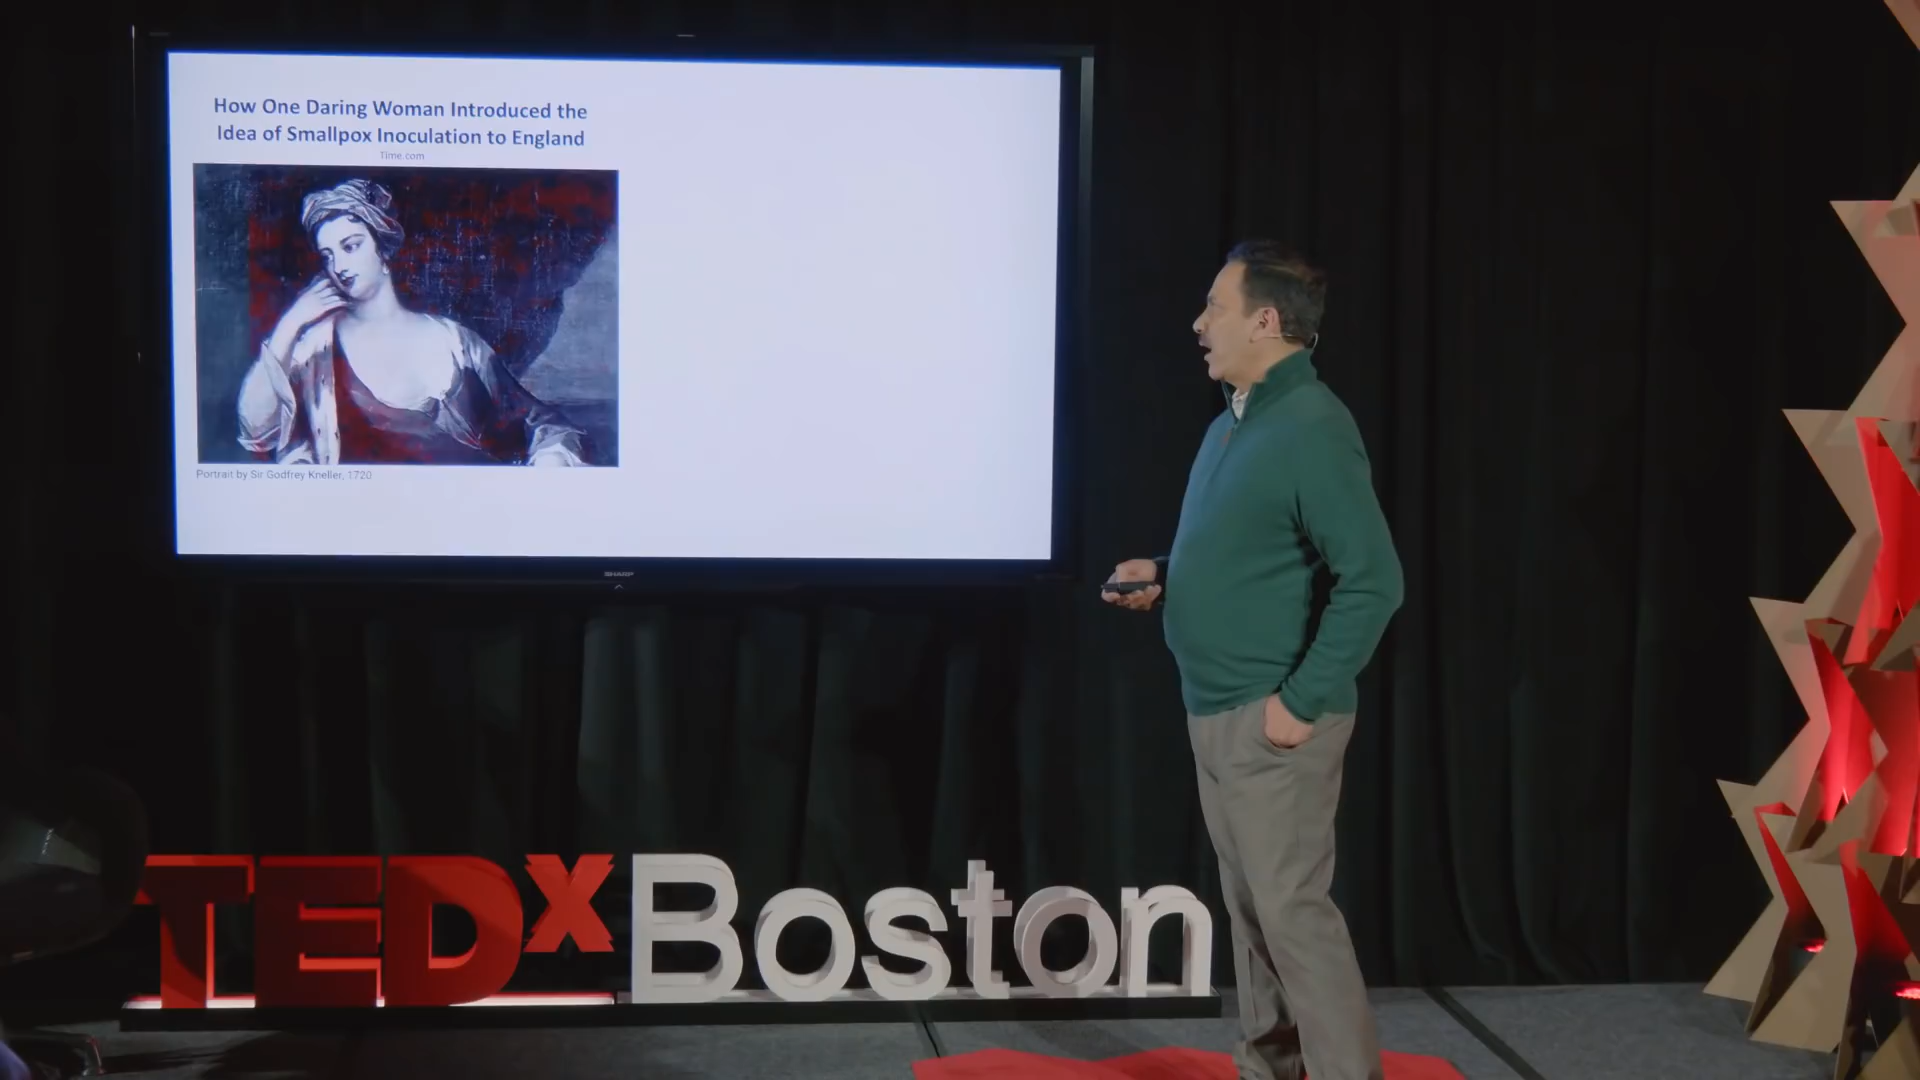 How One Daring Woman Introduced the
Idea of Smallpox Inoculation to England
Time.com
Portrait by Sir Godfrey Kneller, 1720
SHARP
TEDxBoston